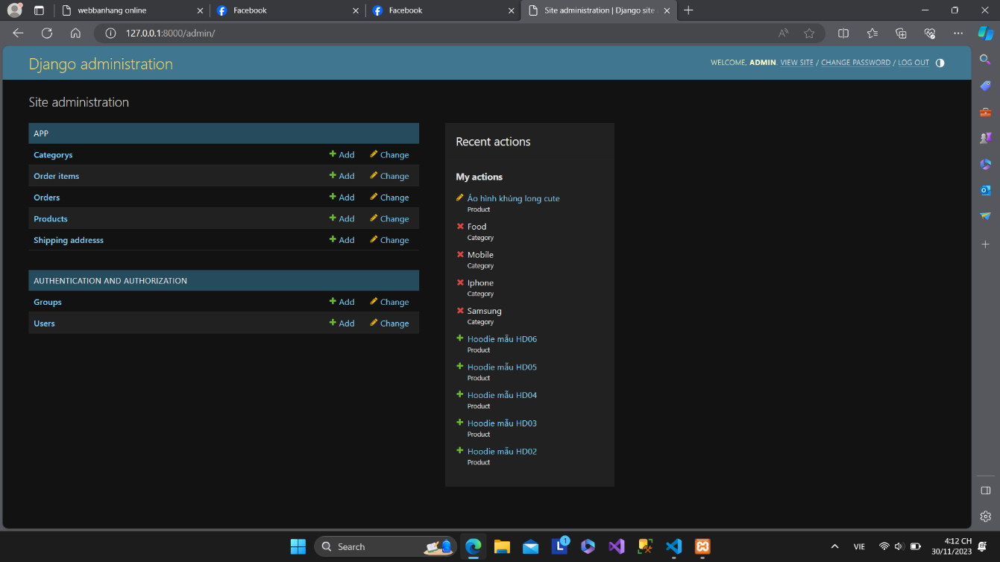 webbanhang online
Facebook
Facebook
Site administration | Django site
127.0.0.1:8000/admin/
Django administration
WELCOME, ADMIN. VIEW SITE / CHANGE PASSWORD / LOG OUT
Site administration
APP
Categorys Add Change
Order items Add Change
Orders Add Change
Products Add Change
Shipping addresss Add Change
AUTHENTICATION AND AUTHORIZATION
Groups Add Change
Users Add Change
Recent actions
My actions
Áo hình khủng long cute
Product
Food
Category
Mobile
Category
Iphone
Category
Samsung
Category
Hoodie mẫu HD06
Product
Hoodie mẫu HD05
Product
Hoodie mẫu HD04
Product
Hoodie mẫu HD03
Product
Hoodie mẫu HD02
Product
Search
1
VIE
4:12 CH
30/11/2023